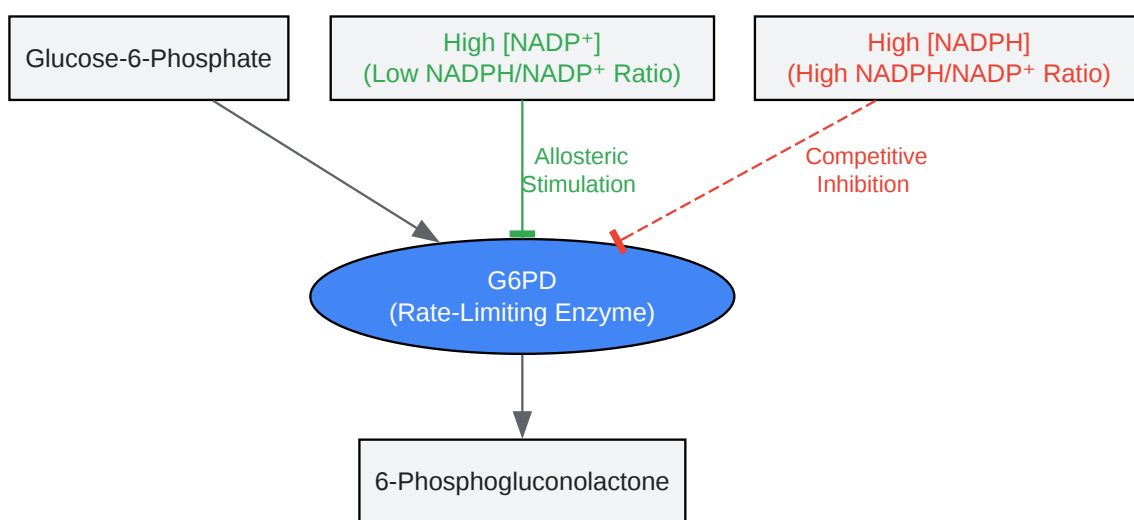 Glucose-6-Phosphate
High [NADP⁺]
(Low NADPH/NADP⁺ Ratio)
High [NADPH]
(High NADPH/NADP⁺ Ratio)
Allosteric
Stimulation
Competitive
Inhibition
G6PD
(Rate-Limiting Enzyme)
6-Phosphogluconolactone